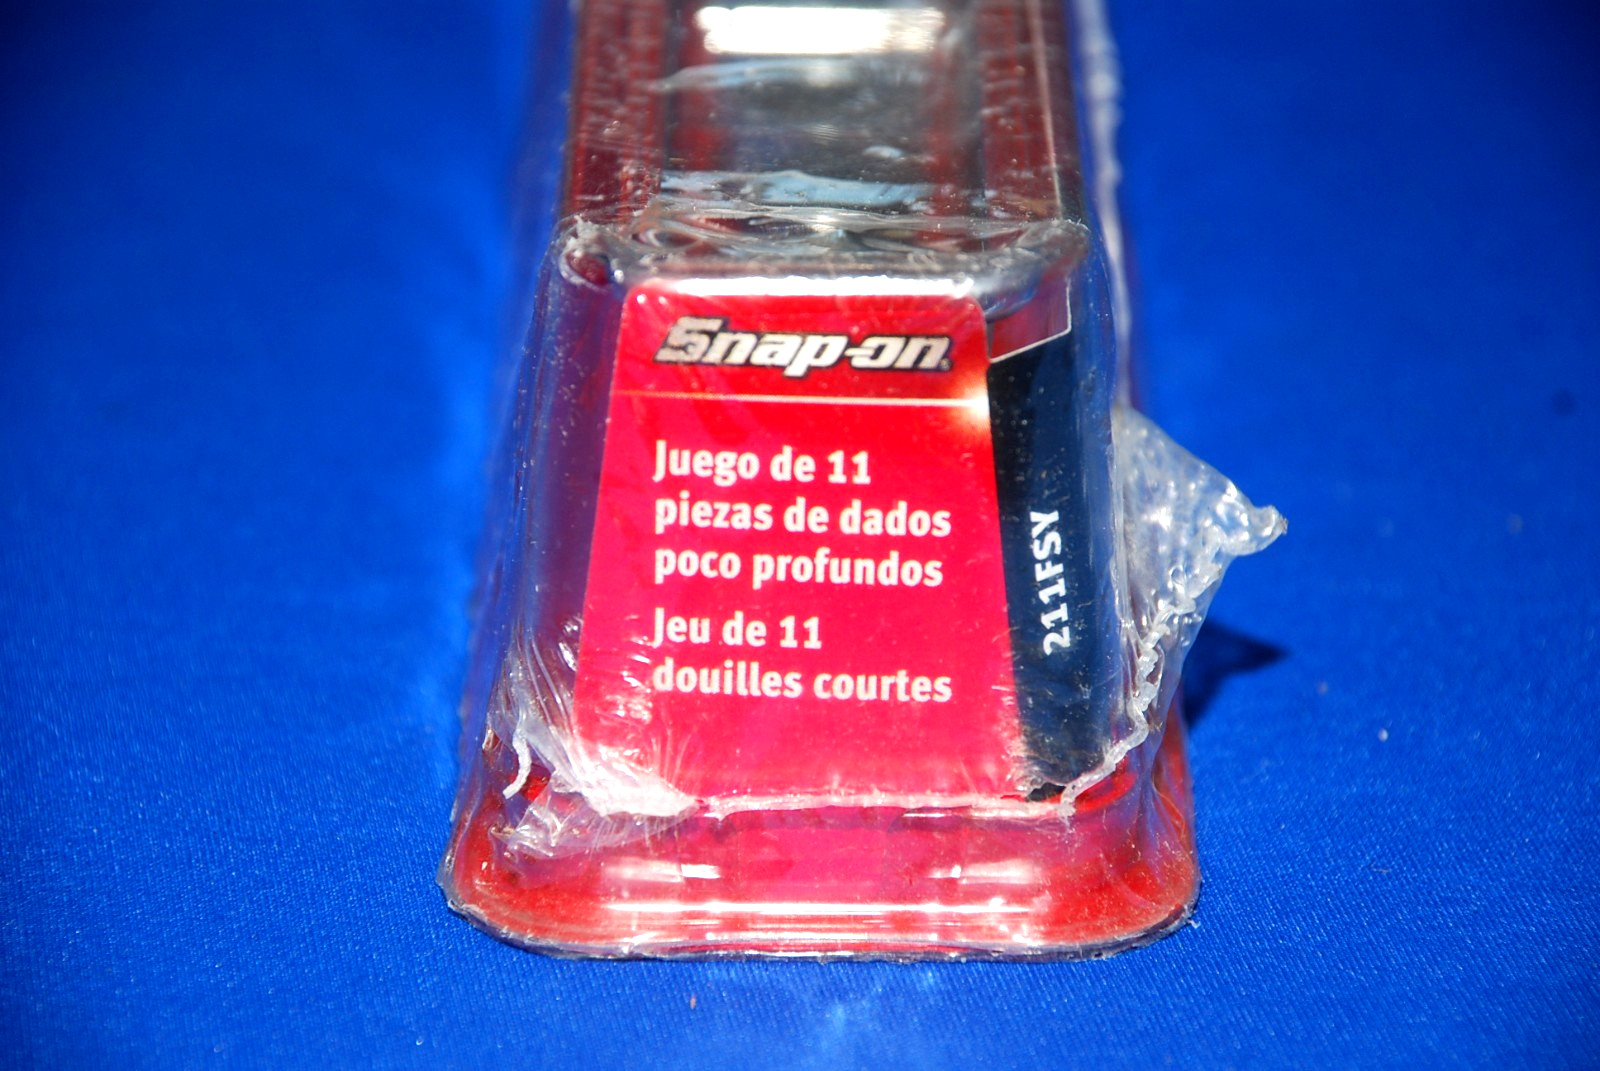 Snap-on
Juego de 11
piezas de dados
poco profundos
Jeu de 11
douilles courtes
211FSY